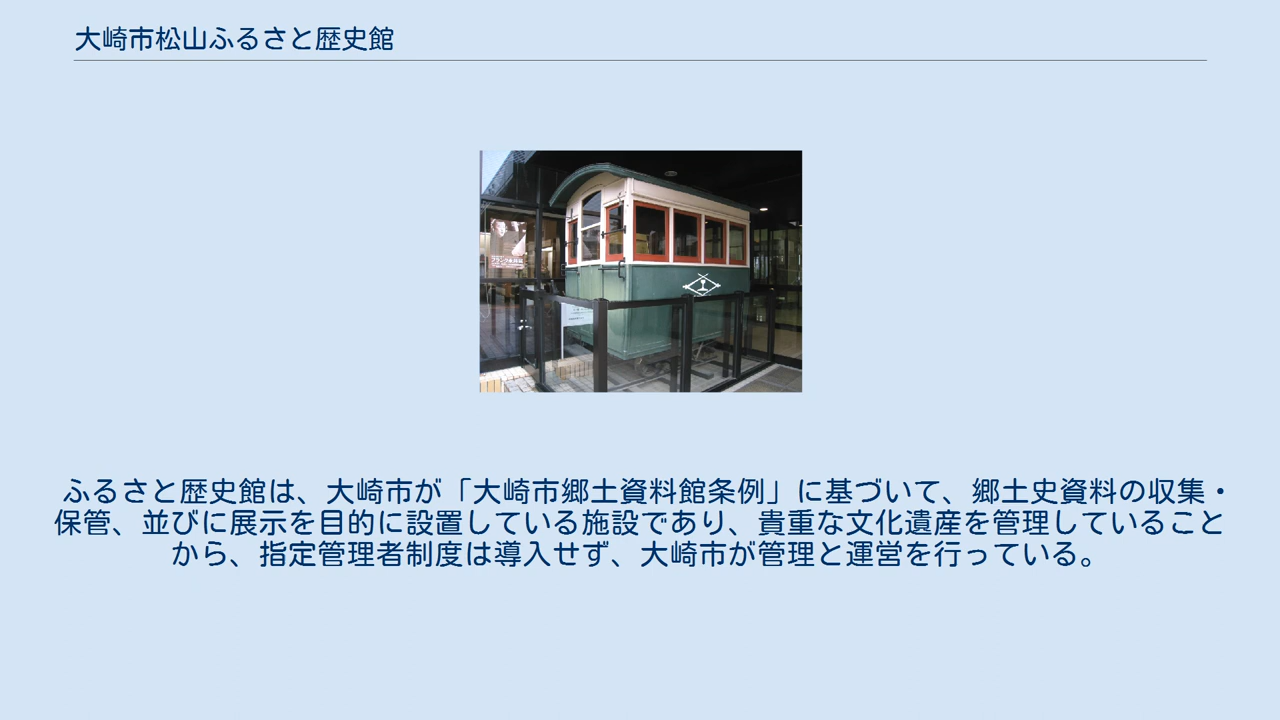 大崎市松山ふるさと歴史館
ふるさと歴史館は、大崎市が「大崎市郷土資料館条例」に基づいて、郷土史資料の収集・
保管、並びに展示を目的に設置している施設であり、貴重な文化遺産を管理していること
から、指定管理者制度は導入せず、大崎市が管理と運営を行っている。